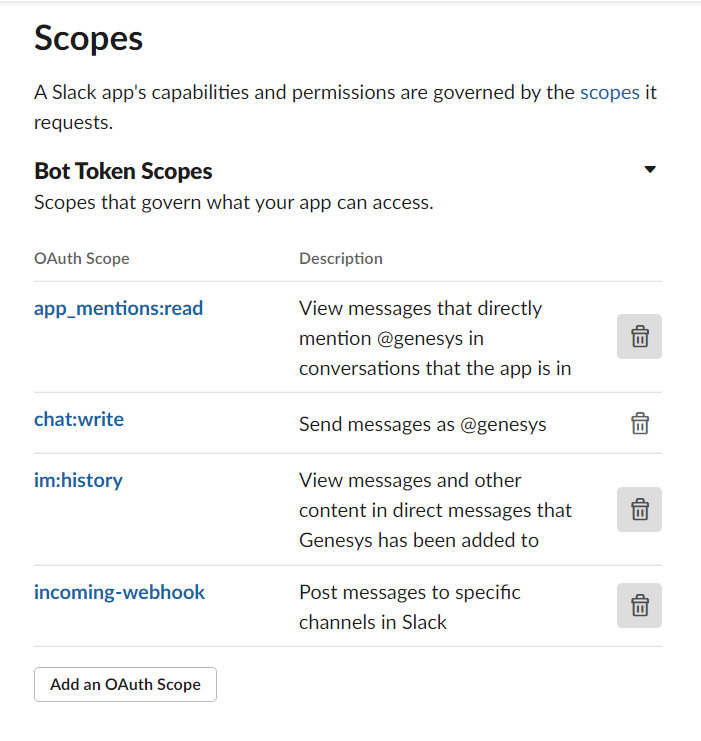 Scopes
A Slack app's capabilities and permissions are governed by the scopes it
requests.
Bot Token Scopes
Scopes that govern what your app can access.
OAuth Scope Description
app_mentions:read View messages that directly
mention @genesys in
conversations that the app is in
chat:write Send messages as @genesys
im:history View messages and other
content in direct messages that
Genesys has been added to
incoming-webhook Post messages to specific
channels in Slack
Add an OAuth Scope